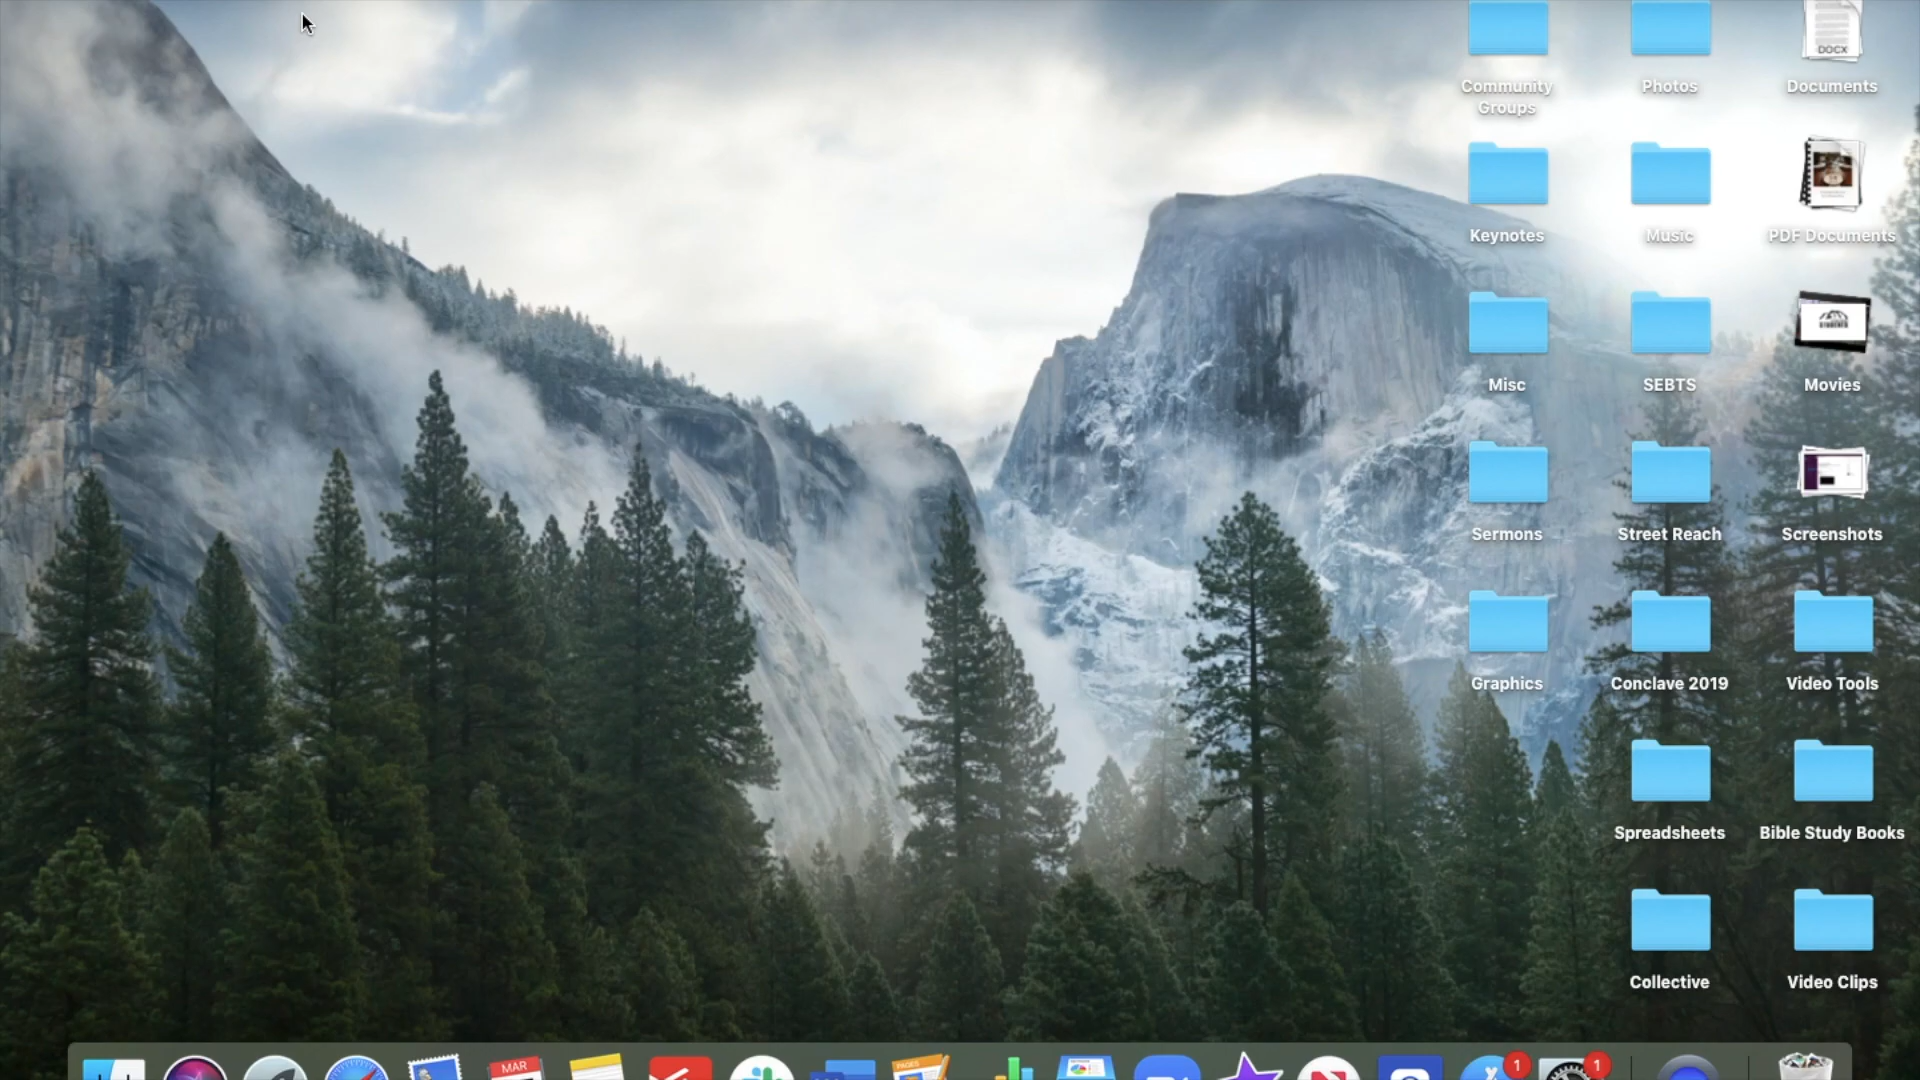 Community
Groups
Photos
Documents
DOCX
Keynotes
Music
PDF Documents
Misc
SEBTS
Movies
Sermons
Street Reach
Screenshots
Graphics
Conclave 2019
Video Tools
Spreadsheets
Bible Study Books
Collective
Video Clips
MAR
PAGES
1
1